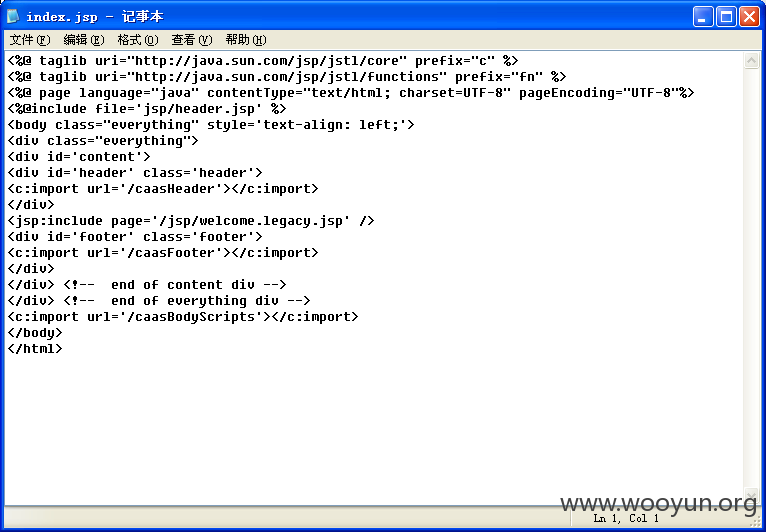 index.jsp - 记事本
文件(F) 编辑(E) 格式(O) 查看(V) 帮助(H)
<%@ taglib uri="http://java.sun.com/jsp/jstl/core" prefix="c" %>
<%@ taglib uri="http://java.sun.com/jsp/jstl/functions" prefix="fn" %>
<%@ page language="java" contentType="text/html; charset=UTF-8" pageEncoding="UTF-8"%>
<%@include file='jsp/header.jsp' %>
<body class="everything" style='text-align: left;'>
<div class="everything">
<div id='content'>
<div id='header' class='header'>
<c:import url='/caasHeader'></c:import>
</div>
<jsp:include page='/jsp/welcome.legacy.jsp' />
<div id='footer' class='footer'>
<c:import url='/caasFooter'></c:import>
</div>
</div> <!--  end of content div -->
</div> <!--  end of everything div -->
<c:import url='/caasBodyScripts'></c:import>
</body>
</html>
www.wooyun.org
Ln 1, Col 1